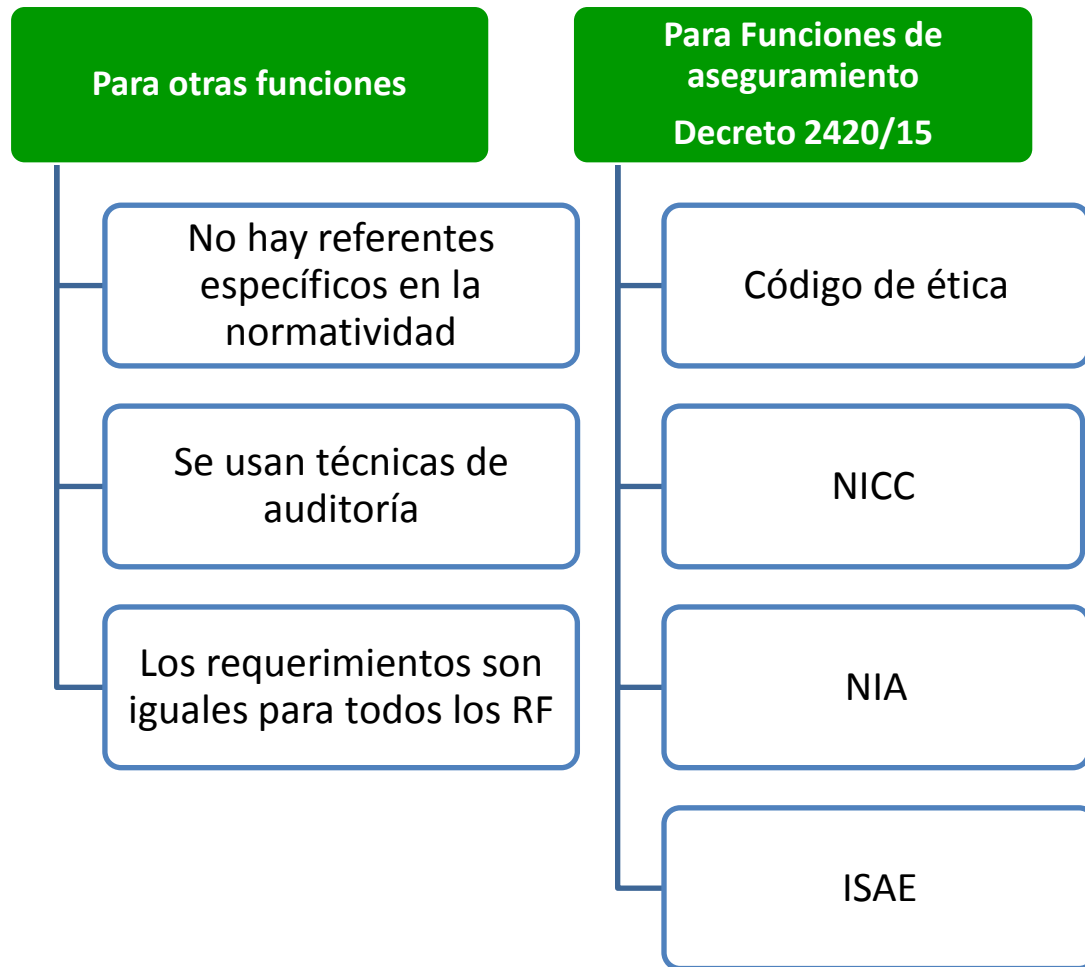 Para otras funciones
No hay referentes
específicos en la
normatividad
Se usan técnicas de
auditoría
Los requerimientos son
iguales para todos los RF
Para Funciones de
aseguramiento
Decreto 2420/15
Código de ética
NICC
NIA
ISAE